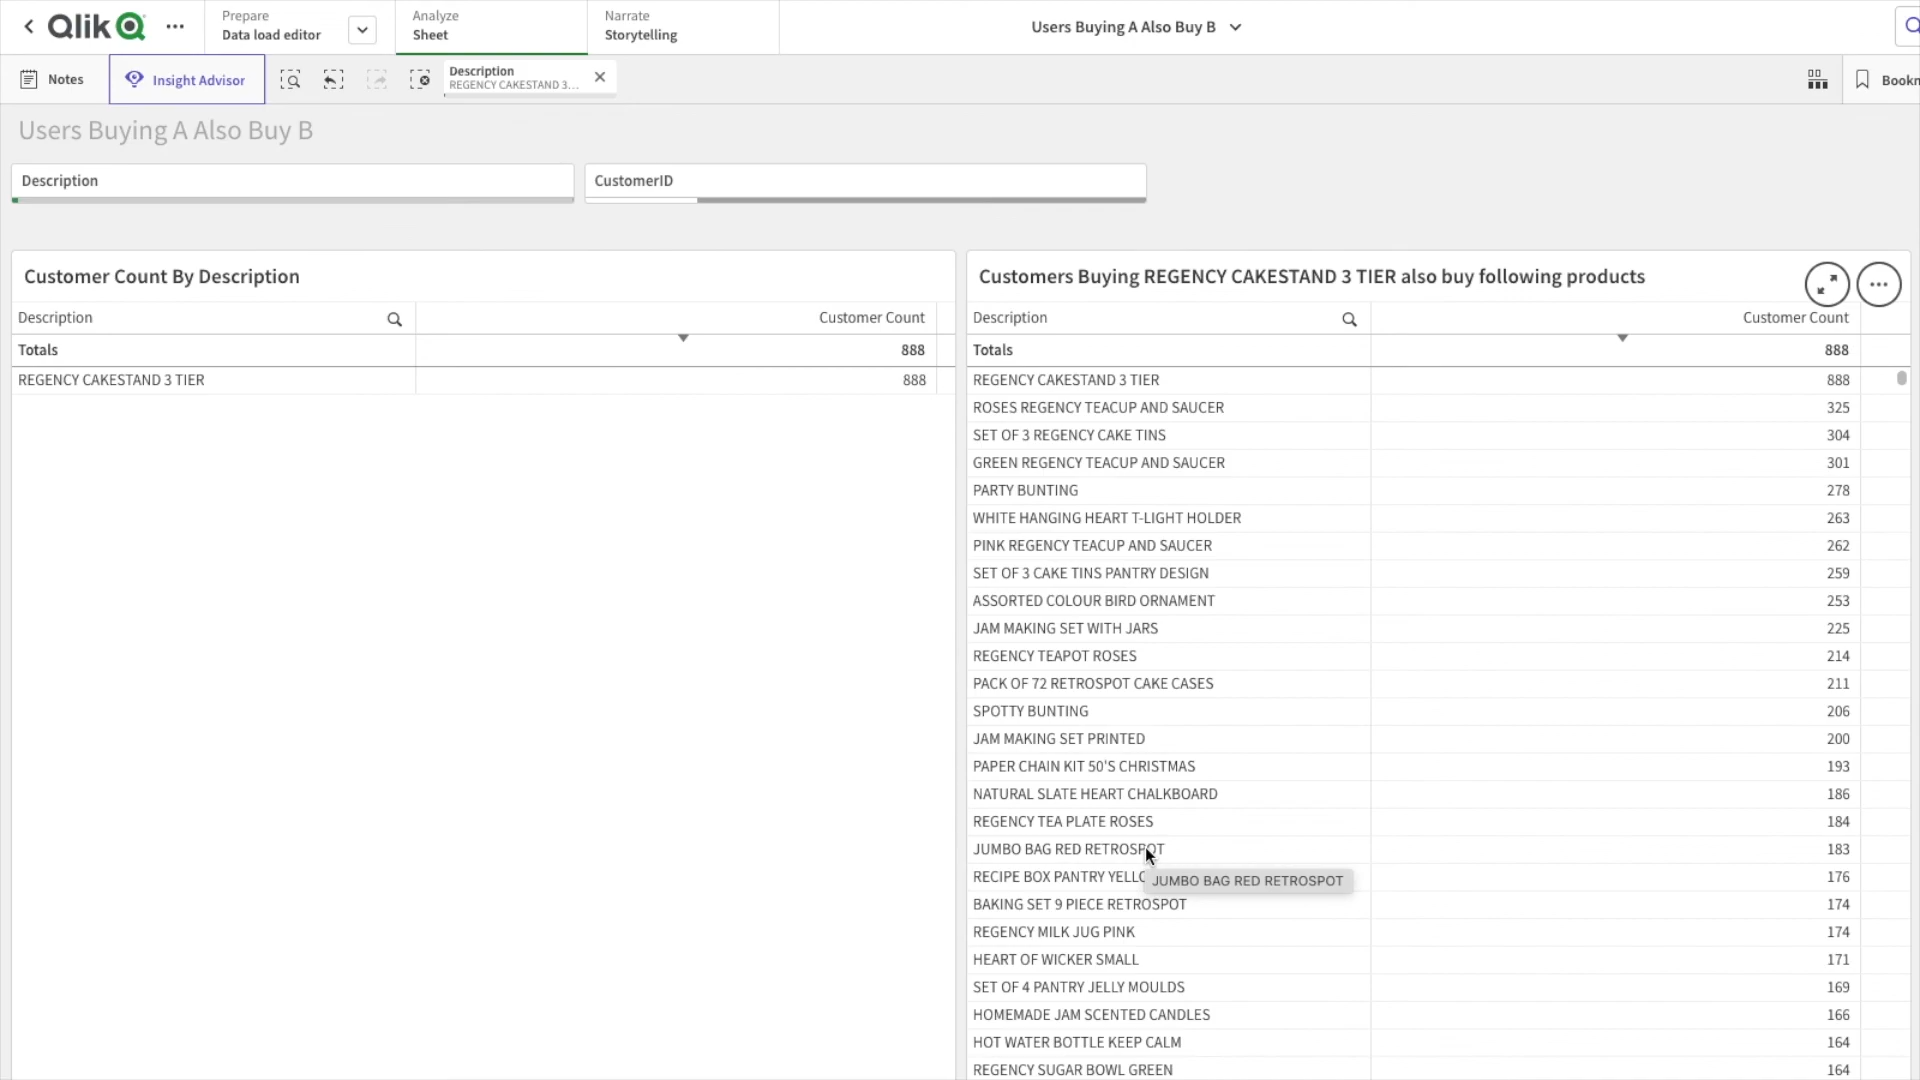 Qlik
Prepare
Data load editor
Analyze
Sheet
Narrate
Storytelling
Users Buying A Also Buy B
Notes
Insight Advisor
Description
REGENCY CAKESTAND 3...
Users Buying A Also Buy B
Description
CustomerID
Customer Count By Description
Description Customer Count
Totals 888
REGENCY CAKESTAND 3 TIER 888
Customers Buying REGENCY CAKESTAND 3 TIER also buy following products
Description Customer Count
Totals 888
REGENCY CAKESTAND 3 TIER 888
ROSES REGENCY TEACUP AND SAUCER 325
SET OF 3 REGENCY CAKE TINS 304
GREEN REGENCY TEACUP AND SAUCER 301
PARTY BUNTING 278
WHITE HANGING HEART T-LIGHT HOLDER 263
PINK REGENCY TEACUP AND SAUCER 262
SET OF 3 CAKE TINS PANTRY DESIGN 259
ASSORTED COLOUR BIRD ORNAMENT 253
JAM MAKING SET WITH JARS 225
REGENCY TEAPOT ROSES 214
PACK OF 72 RETROSPOT CAKE CASES 211
SPOTTY BUNTING 206
JAM MAKING SET PRINTED 200
PAPER CHAIN KIT 50'S CHRISTMAS 193
NATURAL SLATE HEART CHALKBOARD 186
REGENCY TEA PLATE ROSES 184
JUMBO BAG RED RETROSPOT 183
RECIPE BOX PANTRY 176
JUMBO BAG RED RETROSPOT
BAKING SET 9 PIECE RETROSPOT 174
REGENCY MILK JUG PINK 174
HEART OF WICKER SMALL 171
SET OF 4 PANTRY JELLY MOULDS 169
HOMEMADE JAM SCENTED CANDLES 166
HOT WATER BOTTLE KEEP CALM 164
REGENCY SUGAR BOWL GREEN 164